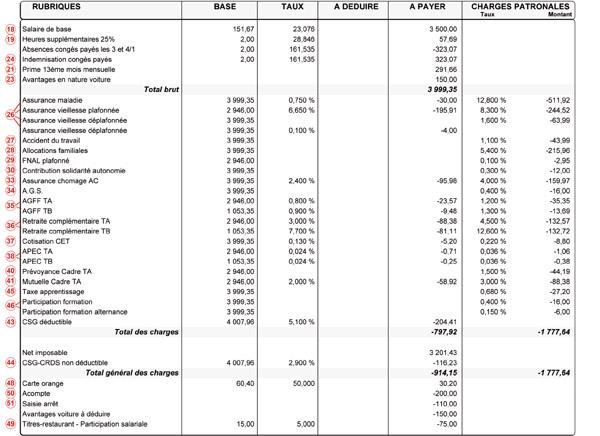 RUBRIQUES BASE TAUX A DEDUIRE A PAYER CHARGES PATRONALES
Taux Montant
18 Salaire de base 151,67 23,076 3 500,00
19 Heures supplémentaires 25% 2,00 28,846 57,69
Absences congés payés les 3 et 4/1 2,00 161,535 -323,07
24 Indemnisation congés payés 2,00 161,535 323,07
21 Prime 13ème mois mensuelle 291,66
23 Avantages en nature voiture 150.00
Total brut 3 999,35
Assurance maladie 3 999,35 0,750 % -30,00 12,800 % -511,92
26 Assurance vieillesse plafonnée 2 946,00 6,650 % -195,91 8,300 % -244,52
Assurance vieillesse déplafonnée 3 999,35 1,600 % -63,99
Assurance vieillesse déplafonnée 3 999,35 0,100 % -4.00
27 Accident du travail 3 999,35 1,100 % -43,99
28 Allocations familiales 3 999,35 5,400 % -215,96
29 FNAL plafonné 2 946,00 0,100 % -2,95
30 Contribution solidarité autonomie 3 999,35 0,300 % -12,00
33 Assurance chomage AC 3 999,35 2,400 % -95,98 4,000 % -159,97
34 A.G.S. 3 999,35 0,400 % -16,00
35 AGFF TA 2 946,00 0,800 % -23,57 1,200 % -35,35
AGFF TB 1 053,35 0,900 % -9,48 1,300 % -13,69
36 Retraite complémentaire TA 2 946,00 3,000 % -88,38 4,500 % -132,57
Retraite complémentaire TB 1 053,35 7,700 % -81,11 12,600 % -132,72
37 Cotisation CET 3 999,35 0,130 % -5.20 0,220 % -8,80
38 APEC TA 2 946,00 0,024 % -0,71 0,036 % -1,06
APEC TB 1 053,35 0,024 % -0,25 0,036 % -0,38
40 Prévoyance Cadre TA 2 946,00 1,500 % -44,19
41 Mutuelle Cadre TA 2 946,00 2,000 % -58,92 3,000 % -88,38
45 Taxe apprentissage 3 999,35 0,680 % -27,20
46 Participation formation 3 999,35 0,400 % -16,00
Participation formation alternance 3 999,35 0,150 % -6,00
43 CSG déductible 4 007,96 5,100 % -204,41
Total des charges -797,92 -1 777,64
Net imposable 3 201,43
44 CSG-CRDS non déductible 4 007,96 2,900 % -116,23
Total général des charges -914,15 -1 777,64
48 Carte orange 60,40 50,000 30.20
50 Acompte -200,00
51 Saisie arrêt -110.00
Avantages voiture à déduire -150,00
49 Titres-restaurant - Participation salariale 15,00 5,000 -75,00